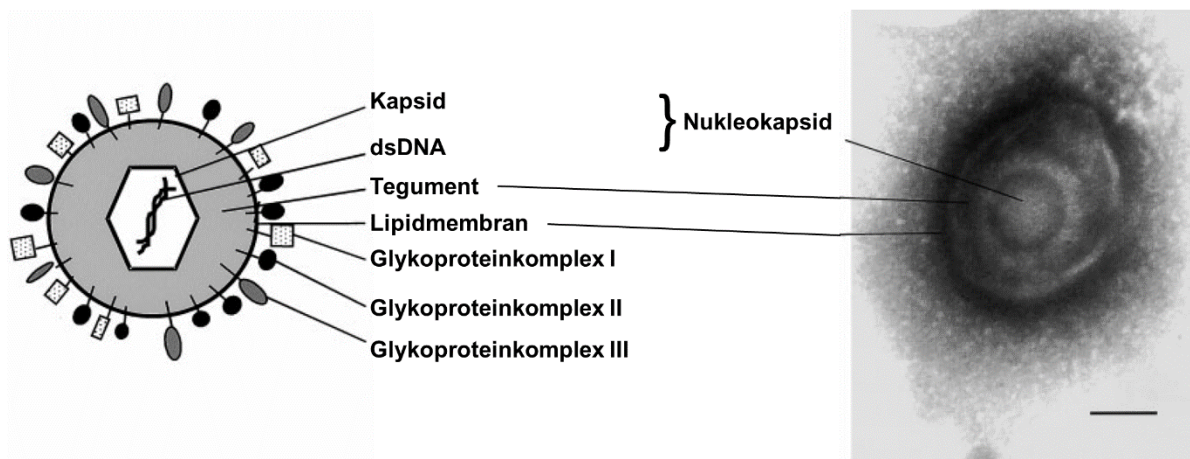 Kapsid
dsDNA
Tegument
Lipidmembran
Glykoproteinkomplex I
Glykoproteinkomplex II
Glykoproteinkomplex III
} Nukleokapsid